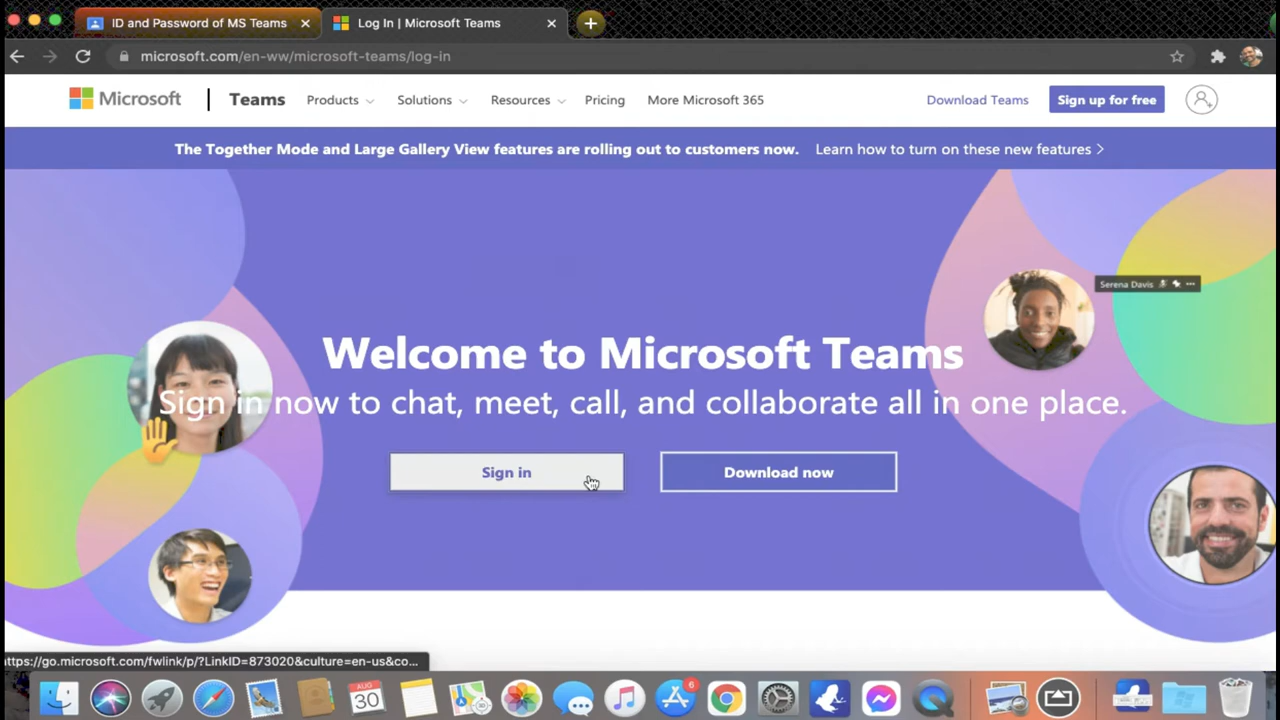 ID and Password of MS Teams
Log In | Microsoft Teams
microsoft.com/en-ww/microsoft-teams/log-in
Microsoft Teams Products Solutions Resources Pricing More Microsoft 365 Download Teams Sign up for free
The Together Mode and Large Gallery View features are rolling out to customers now. Learn how to turn on these new features
Serena Davis
Welcome to Microsoft Teams
Sign in now to chat, meet, call, and collaborate all in one place.
Sign in Download now
https://go.microsoft.com/fwlink/p/?LinkID=873020&culture=en-us&co...
AUG
30
6